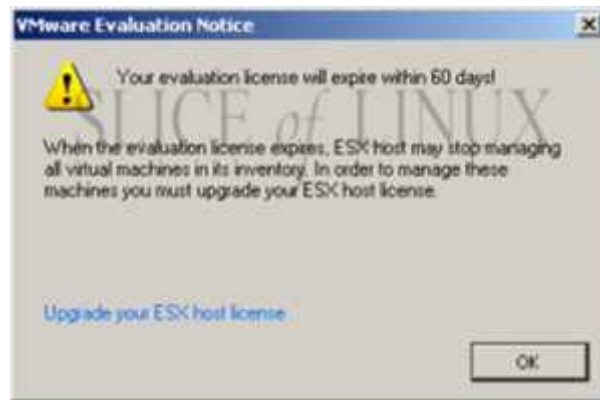 VMware Evaluation Notice
Your evaluation license will expire within 60 days!
SLICE of LINUX
When the evaluation license expires, ESX host may stop managing
all virtual machines in its inventory. In order to manage these
machines you must upgrade your ESX host license.
Upgrade your ESX host license
OK